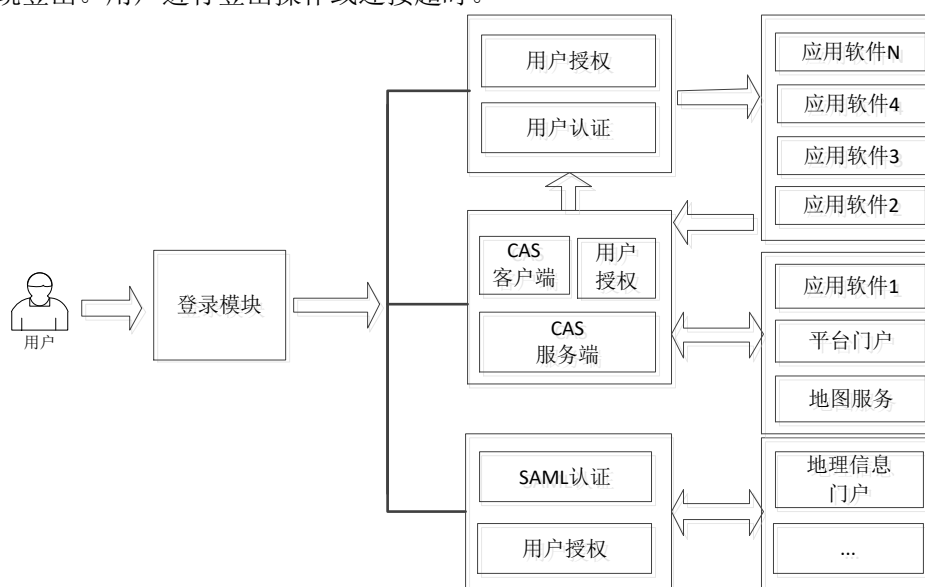 统登出。用户进行登出操作或连接超时。
用户授权
用户认证
应用软件N
应用软件4
应用软件3
应用软件2
用户
登录模块
CAS
客户端
用户
授权
CAS
服务端
应用软件1
平台门户
地图服务
SAML认证
用户授权
地理信息
门户
...